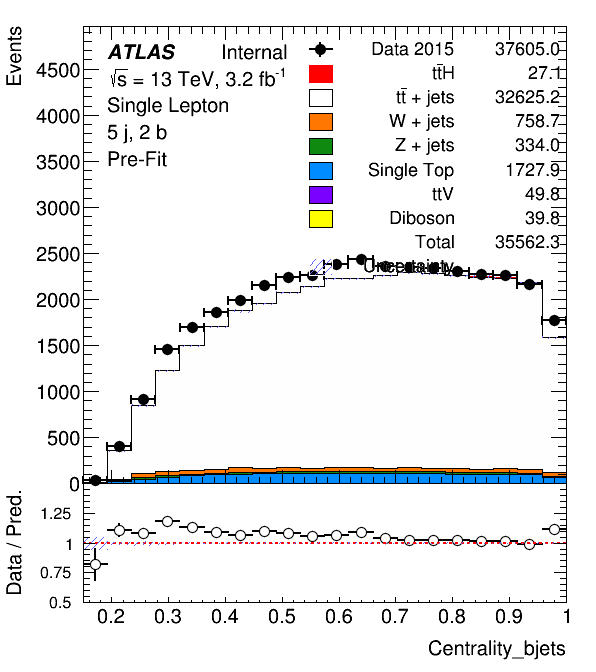 Events
ATLAS Internal
√s = 13 TeV, 3.2 fb⁻¹
Single Lepton
5 j, 2 b
Pre-Fit
Data 2015 37605.0
tt̄H 27.1
tt̄ + jets 32625.2
W + jets 758.7
Z + jets 334.0
Single Top 1727.9
ttV 49.8
Diboson 39.8
Total 35562.3
Uncertainty
4500
4000
3500
3000
2500
2000
1500
1000
500
0
Data / Pred.
1.25
1
0.75
0.5
0.2 0.3 0.4 0.5 0.6 0.7 0.8 0.9 1
Centrality_bjets